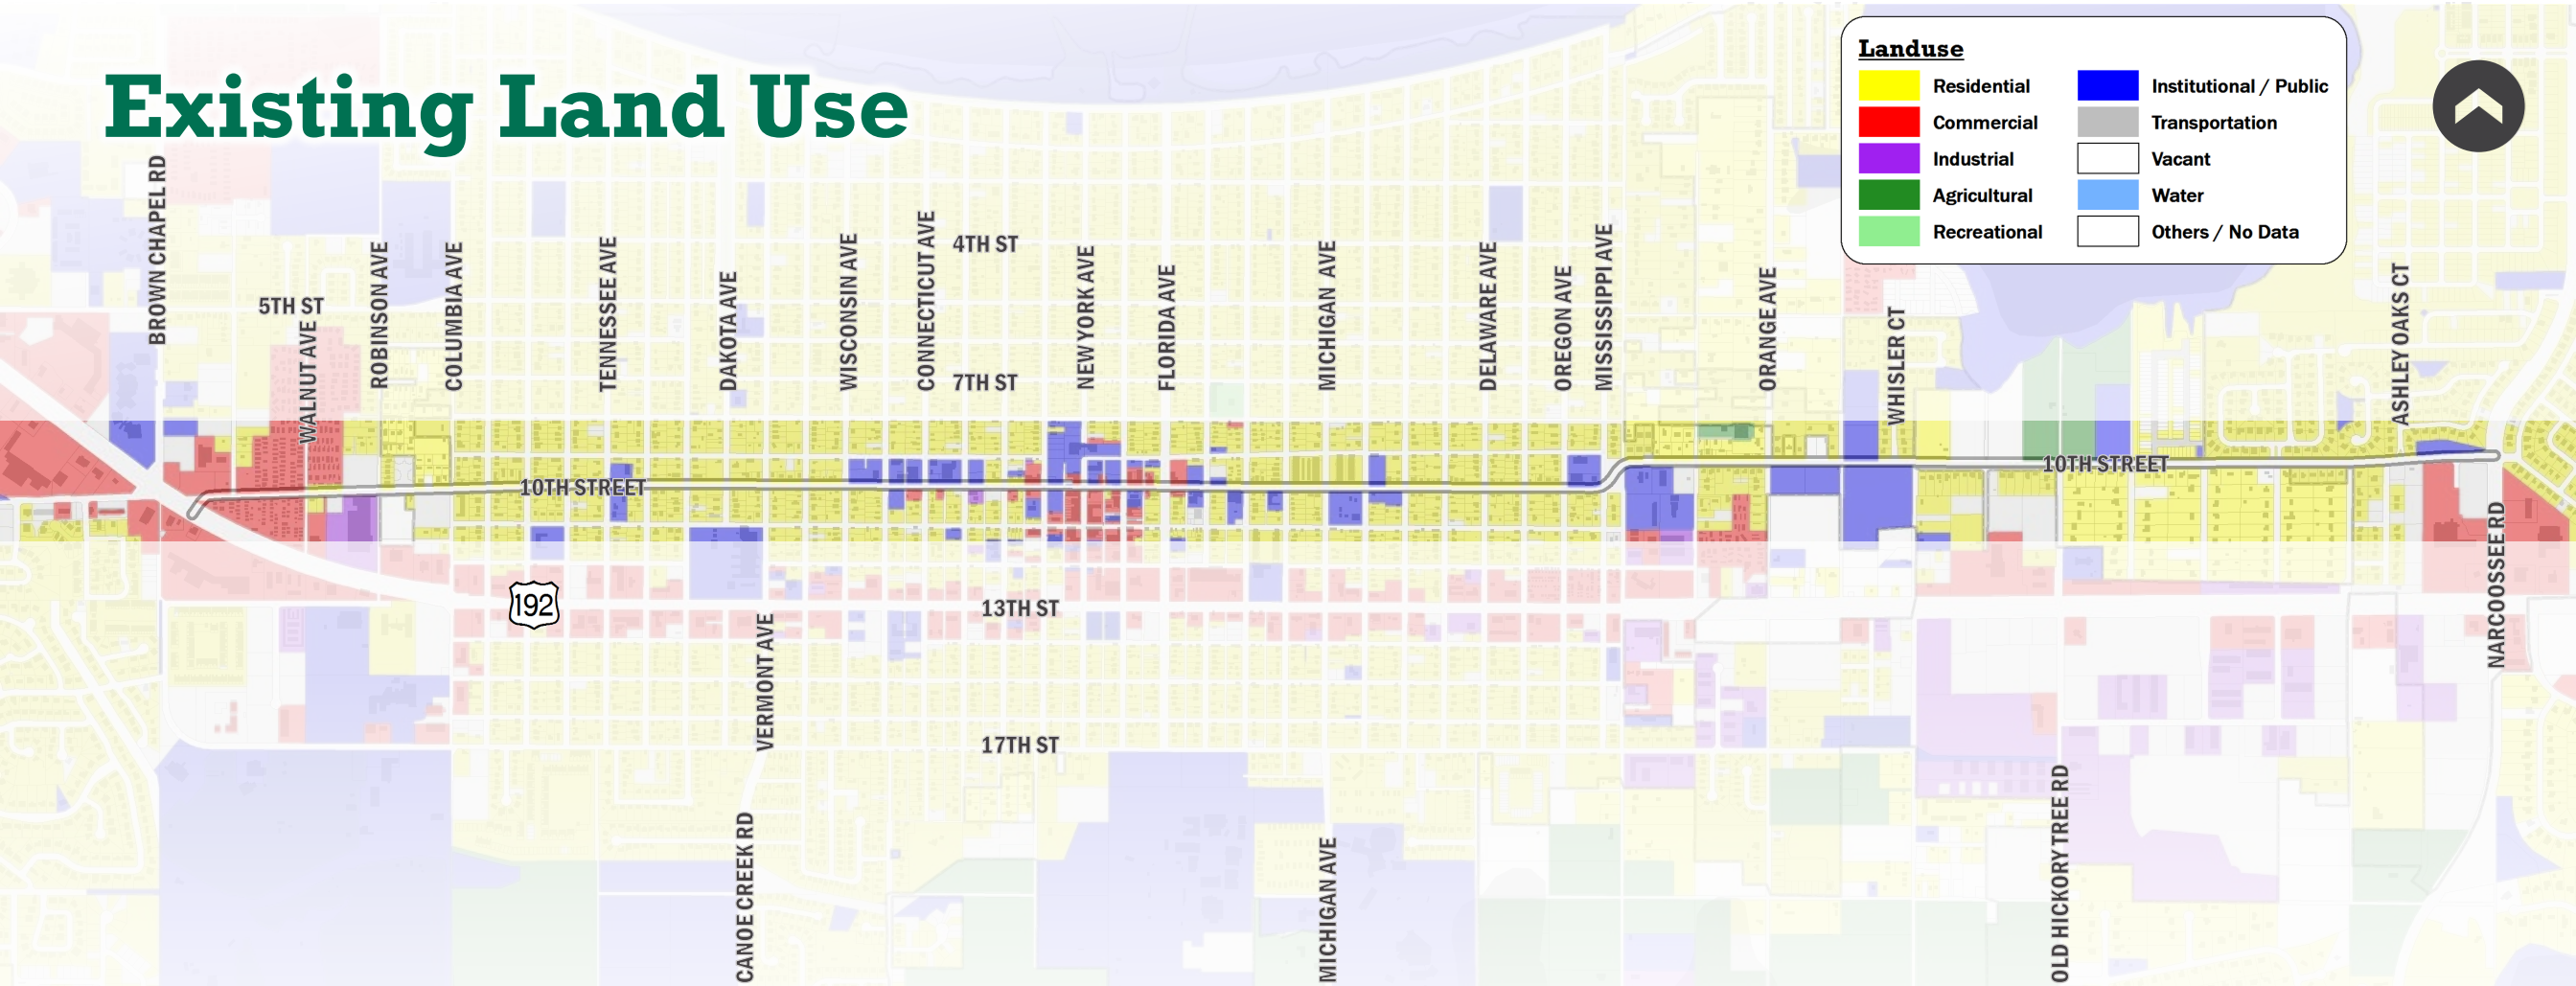 Existing Land Use
Landuse
Residential
Commercial
Industrial
Agricultural
Recreational
Institutional / Public
Transportation
Vacant
Water
Others / No Data
BROWN CHAPEL RD
5TH ST
WALNUT AVE
ROBINSON AVE
COLUMBIA AVE
TENNESSEE AVE
DAKOTA AVE
WISCONSIN AVE
CONNECTICUT AVE
4TH ST
7TH ST
NEW YORK AVE
FLORIDA AVE
MICHIGAN AVE
DELAWARE AVE
OREGON AVE
MISSISSIPPI AVE
ORANGE AVE
WHISLER CT
ASHLEY OAKS CT
10TH STREET
10TH STREET
192
13TH ST
VERMONT AVE
17TH ST
NARCOOSSEE RD
CANOE CREEK RD
MICHIGAN AVE
OLD HICKORY TREE RD